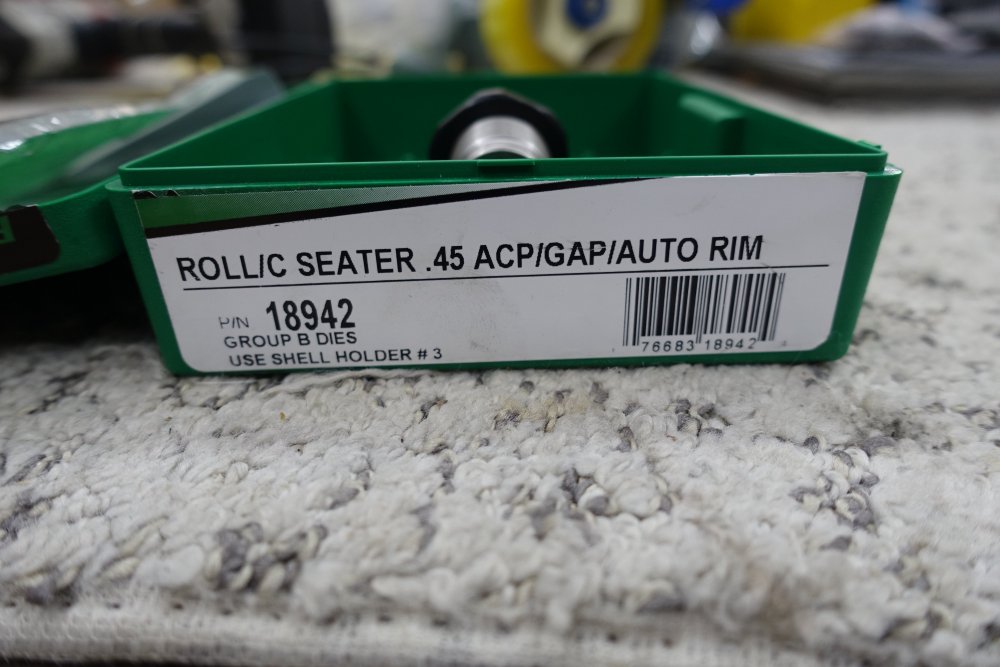 ROLL/C SEATER .45 ACP/GAP/AUTO RIM
P/N 18942
GROUP B DIES
USE SHELL HOLDER # 3
76683 18942